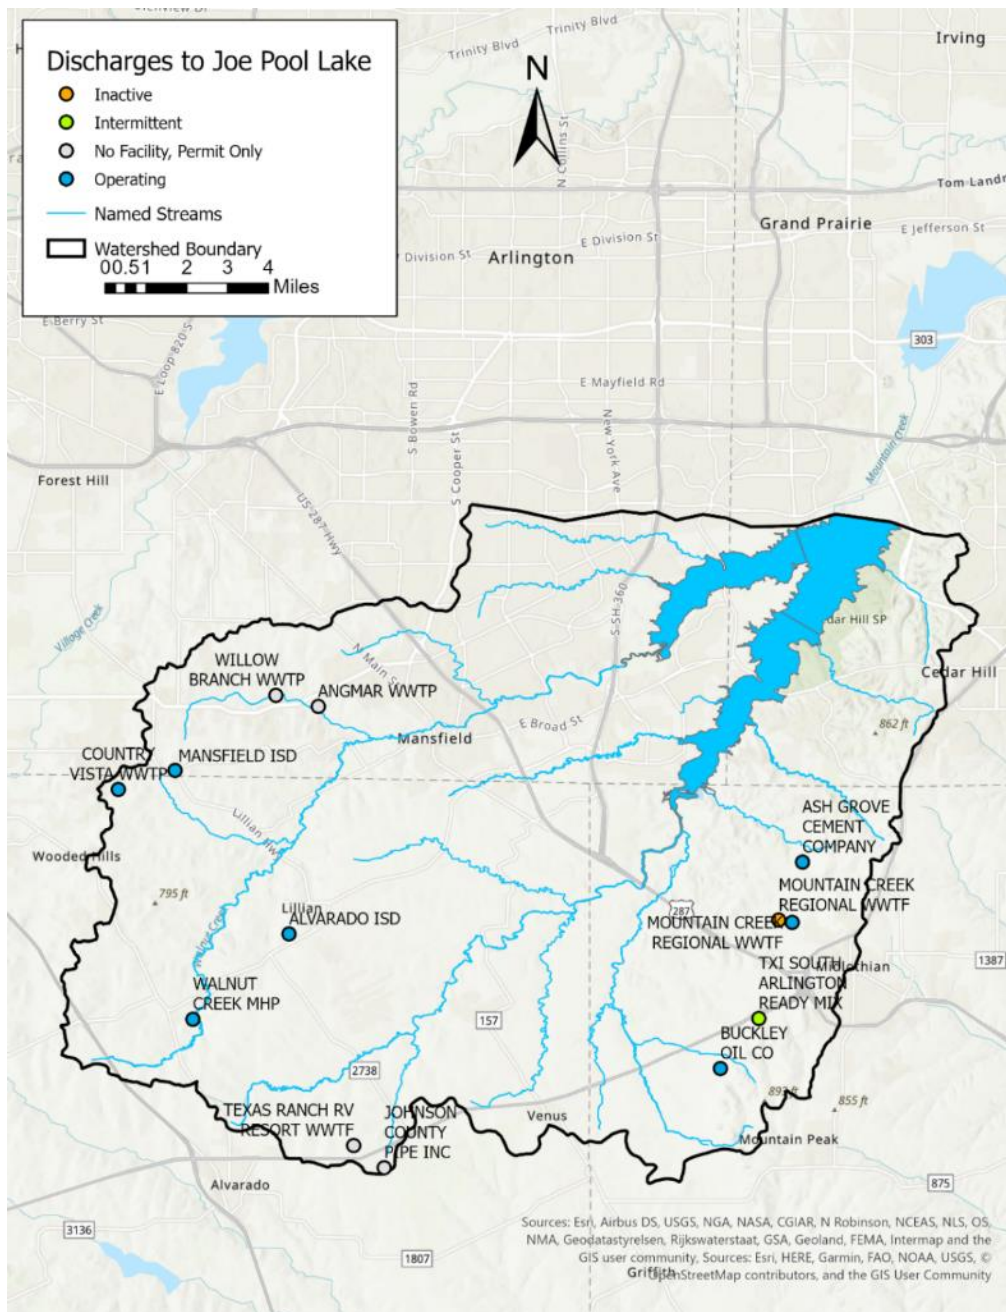 Trinity Blvd
Trinity Blvd
Irving
Discharges to Joe Pool Lake
Inactive
Intermittent
No Facility, Permit Only
Operating
Named Streams
Watershed Boundary
0 0.5 1 2 3 4 Miles
N
N Collins St
Tom Landr
Grand Prairie
E Jefferson St
E Division St
Division St
Arlington
E Berry St
E Loop 820 S
303
E Mayfield Rd
S Bowen Rd
New York Ave
S Cooper St
Mountain Creek
Forest Hill
US 287 Hwy
S SH 360
Village Creek
dar Hill SP
N Main S
WILLOW
BRANCH WWTP
ANGMAR WWTP
Cedar Hill
E Broad St
862 ft
Mansfield
COUNTRY
VISTA WWTP
MANSFIELD ISD
Lillian Hw
ASH GROVE
CEMENT
COMPANY
Wooded Hills
795 ft
MOUNTAIN CREEK
REGIONAL WWTF
Lillian
ALVARADO ISD
287
MOUNTAIN CREEK
REGIONAL WWTF
Walnut Creek
TXI SOUTH
ARLINGTON
READY MIX
Midlothian
1387
WALNUT
CREEK MHP
157
BUCKLEY
OIL CO
2738
893 ft
855 ft
TEXAS RANCH RV
RESORT WWTF
JOHNSON
COUNTY
PIPE INC
Venus
Mountain Peak
Alvarado
875
3136
1807
Sources: Esri, Airbus DS, USGS, NGA, NASA, CGIAR, N Robinson, NCEAS, NLS, OS,
NMA, Geodatastyrelsen, Rijkswaterstaat, GSA, Geoland, FEMA, Intermap and the
GIS user community, Sources: Esri, HERE, Garmin, FAO, NOAA, USGS, ©
OpenStreetMap contributors, and the GIS User Community
Griffith